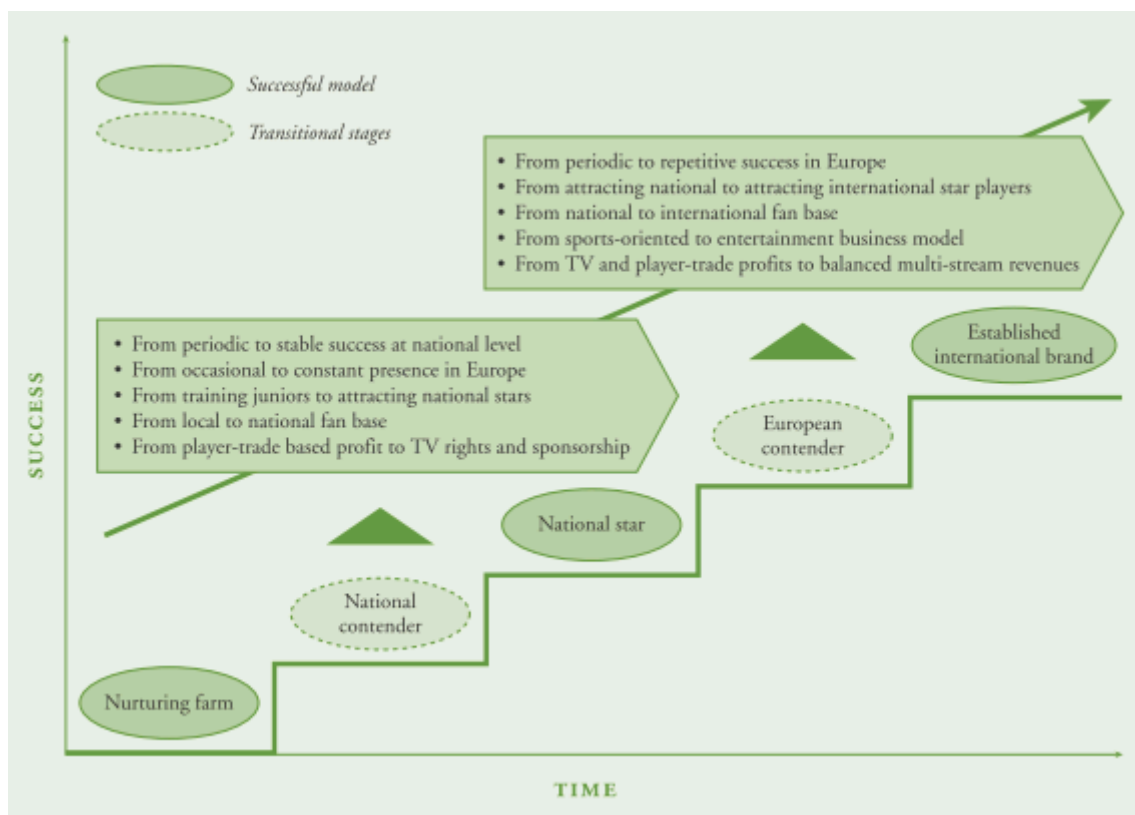 Successful model
Transitional stages
• From periodic to repetitive success in Europe
• From attracting national to attracting international star players
• From national to international fan base
• From sports-oriented to entertainment business model
• From TV and player-trade profits to balanced multi-stream revenues
• From periodic to stable success at national level
• From occasional to constant presence in Europe
• From training juniors to attracting national stars
• From local to national fan base
• From player-trade based profit to TV rights and sponsorship
Established
international brand
European
contender
National star
National
contender
Nurturing farm
SUCCESS
TIME